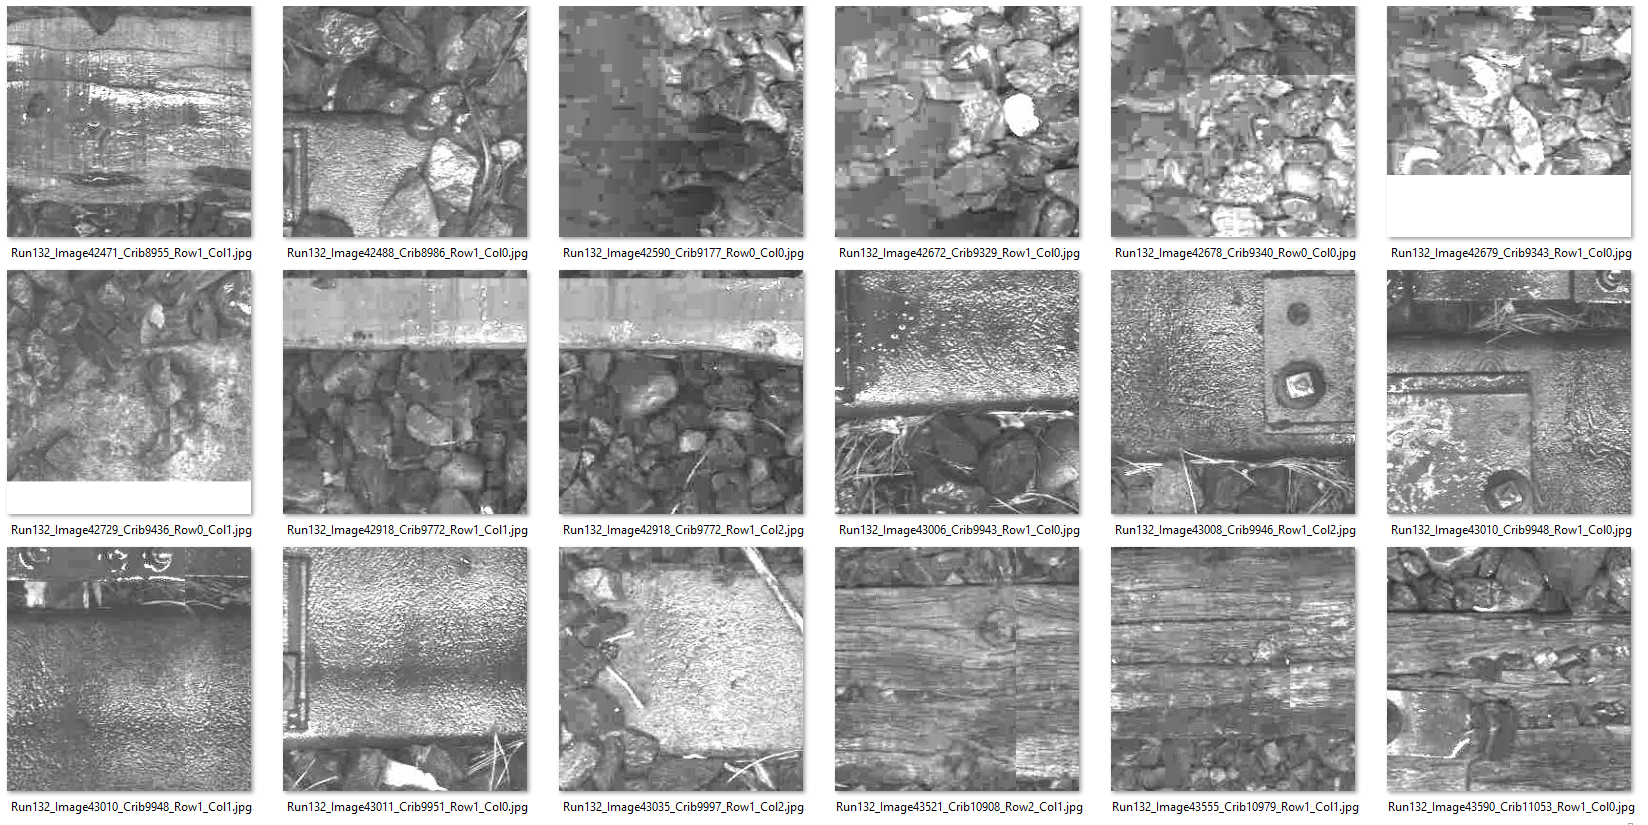 Run132_Image42471_Crib8955_Row1_Col1.jpg
Run132_Image42488_Crib8986_Row1_Col0.jpg
Run132_Image42590_Crib9177_Row0_Col0.jpg
Run132_Image42672_Crib9329_Row1_Col0.jpg
Run132_Image42678_Crib9340_Row0_Col0.jpg
Run132_Image42679_Crib9343_Row1_Col0.jpg
Run132_Image42729_Crib9436_Row0_Col1.jpg
Run132_Image42918_Crib9772_Row1_Col1.jpg
Run132_Image42918_Crib9772_Row1_Col2.jpg
Run132_Image43006_Crib9943_Row1_Col0.jpg
Run132_Image43008_Crib9946_Row1_Col2.jpg
Run132_Image43010_Crib9948_Row1_Col0.jpg
Run132_Image43010_Crib9948_Row1_Col1.jpg
Run132_Image43011_Crib9951_Row1_Col0.jpg
Run132_Image43035_Crib9997_Row1_Col2.jpg
Run132_Image43521_Crib10908_Row2_Col1.jpg
Run132_Image43555_Crib10979_Row1_Col1.jpg
Run132_Image43590_Crib11053_Row1_Col0.jpg